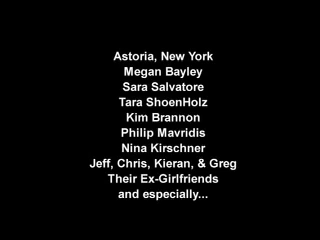 Astoria, New York
Megan Bayley
Sara Salvatore
Tara ShoenHolz
Kim Brannon
Philip Mavridis
Nina Kirschner
Jeff, Chris, Kieran, & Greg
Their Ex-Girlfriends
and especially...